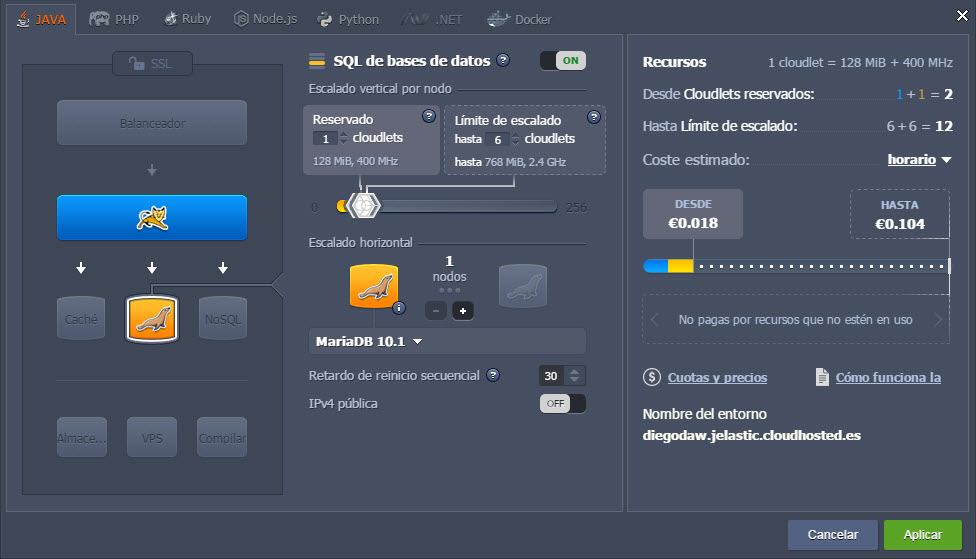 JAVA PHP Ruby Node.js Python .NET Docker
SSL
Balanceador
Caché
NoSQL
Almace...
VPS
Compilar
SQL de bases de datos ? ON
Escalado vertical por nodo
Reservado ?
1 cloudlets
128 MiB, 400 MHz
Límite de escalado ?
hasta 6 cloudlets
hasta 768 MiB, 2.4 GHz
0 256
Escalado horizontal
1
nodos
i
- +
MariaDB 10.1
Retardo de reinicio secuencial ? 30
IPv4 pública OFF
Recursos 1 cloudlet = 128 MiB + 400 MHz
Desde Cloudlets reservados: 1 + 1 = 2
Hasta Límite de escalado: 6 + 6 = 12
Coste estimado: horario
DESDE
€0.018
HASTA
€0.104
No pagas por recursos que no estén en uso
$ Cuotas y precios
Cómo funciona la
Nombre del entorno
diegodaw.jelastic.cloudhosted.es
Cancelar Aplicar